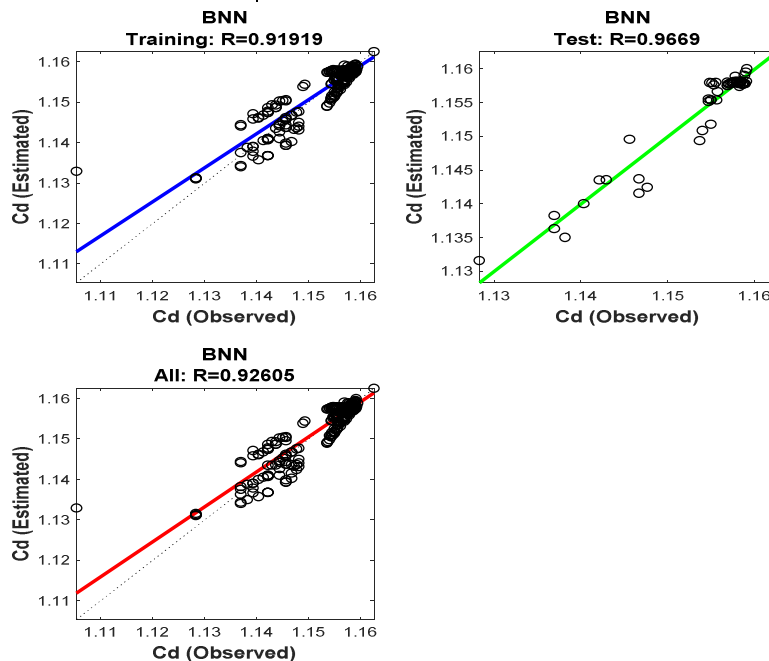 BNN
Training: R=0.91919
Cd (Estimated)
1.16
1.15
1.14
1.13
1.12
1.11
1.11 1.12 1.13 1.14 1.15 1.16
Cd (Observed)
BNN
Test: R=0.9669
Cd (Estimated)
1.16
1.155
1.15
1.145
1.14
1.135
1.13
1.13 1.14 1.15 1.16
Cd (Observed)
BNN
All: R=0.92605
Cd (Estimated)
1.16
1.15
1.14
1.13
1.12
1.11
1.11 1.12 1.13 1.14 1.15 1.16
Cd (Observed)